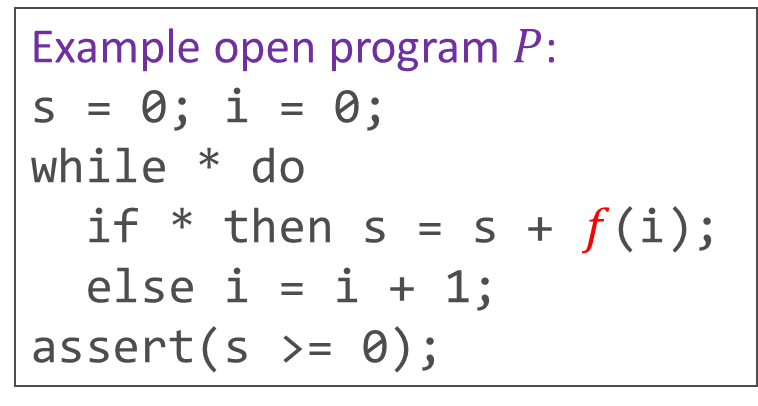 Example open program P:
s = 0; i = 0;
while * do
  if * then s = s + f(i);
  else i = i + 1;
assert(s >= 0);